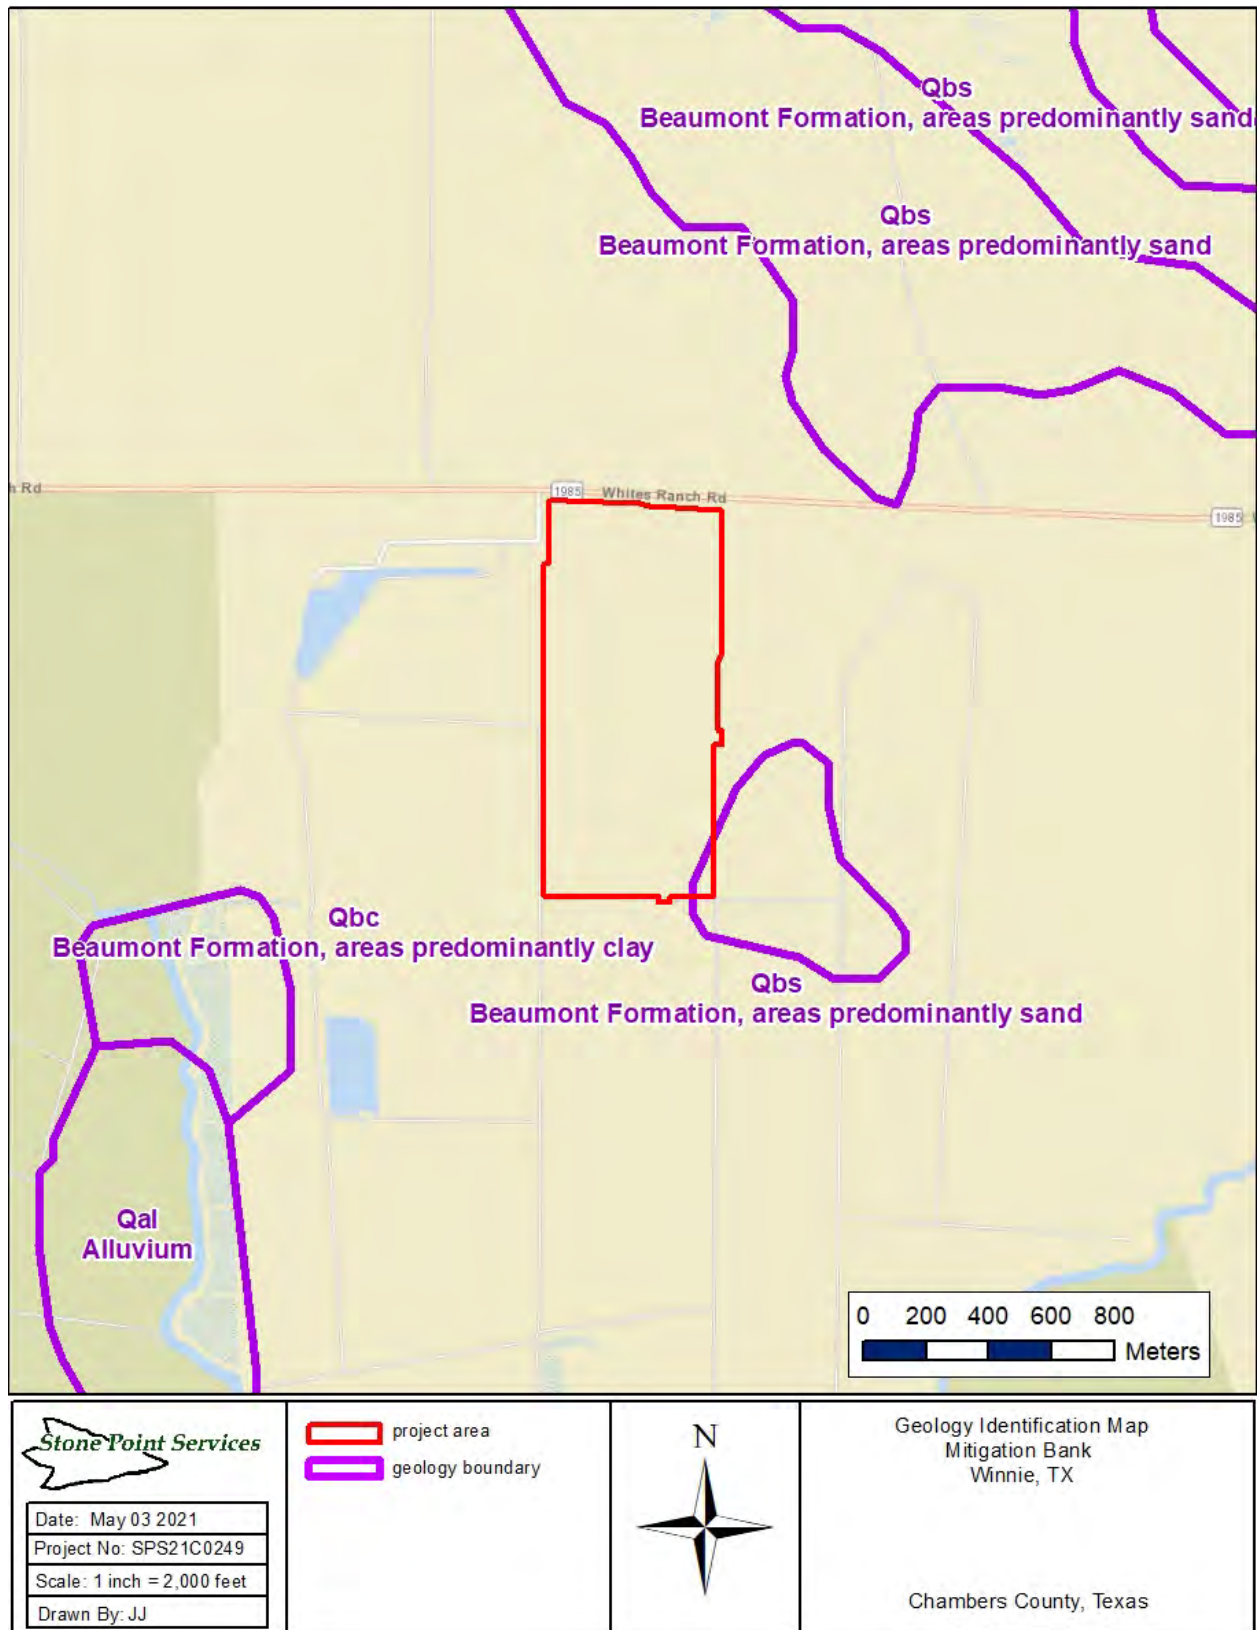 Qbs
Beaumont Formation, areas predominantly sand
Qbs
Beaumont Formation, areas predominantly sand
h Rd
1985
Whites Ranch Rd
1985
Qbc
Beaumont Formation, areas predominantly clay
Qbs
Beaumont Formation, areas predominantly sand
Qal
Alluvium
0 200 400 600 800
Meters
Stone Point Services
Date: May 03 2021
Project No: SPS21C0249
Scale: 1 inch = 2,000 feet
Drawn By: JJ
project area
geology boundary
N
Geology Identification Map
Mitigation Bank
Winnie, TX
Chambers County, Texas